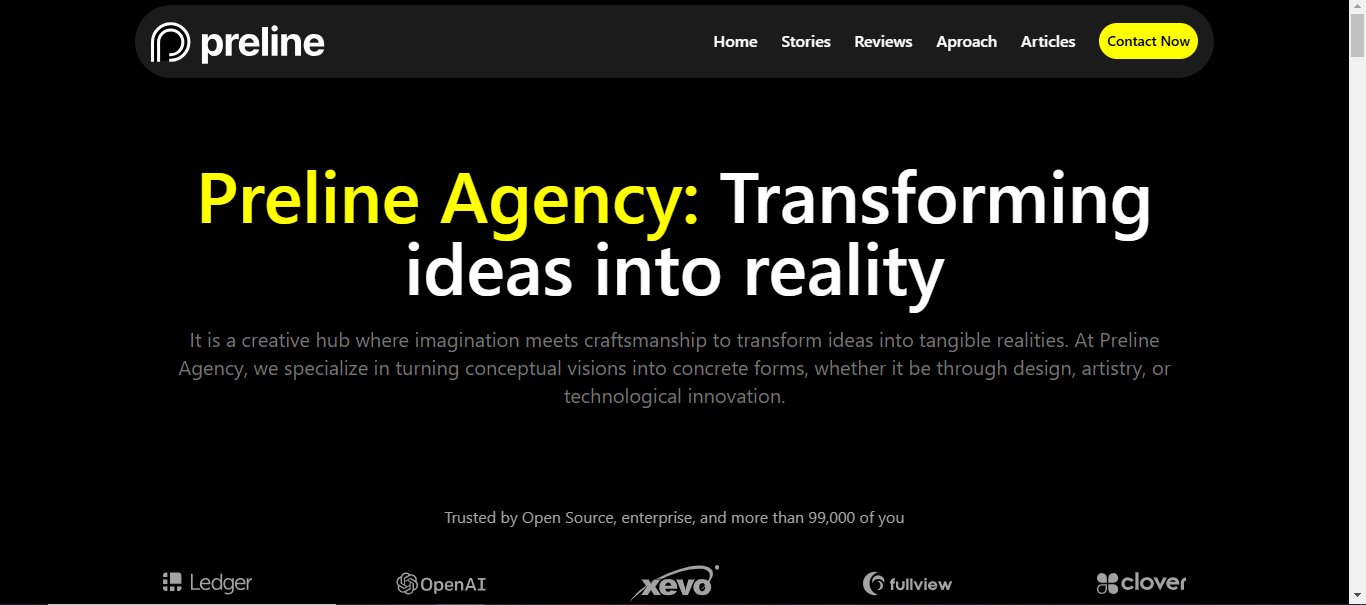 preline
Home Stories Reviews Aproach Articles Contact Now
Preline Agency: Transforming
ideas into reality
It is a creative hub where imagination meets craftsmanship to transform ideas into tangible realities. At Preline
Agency, we specialize in turning conceptual visions into concrete forms, whether it be through design, artistry, or
technological innovation.
Trusted by Open Source, enterprise, and more than 99,000 of you
Ledger OpenAI xevo fullview clover